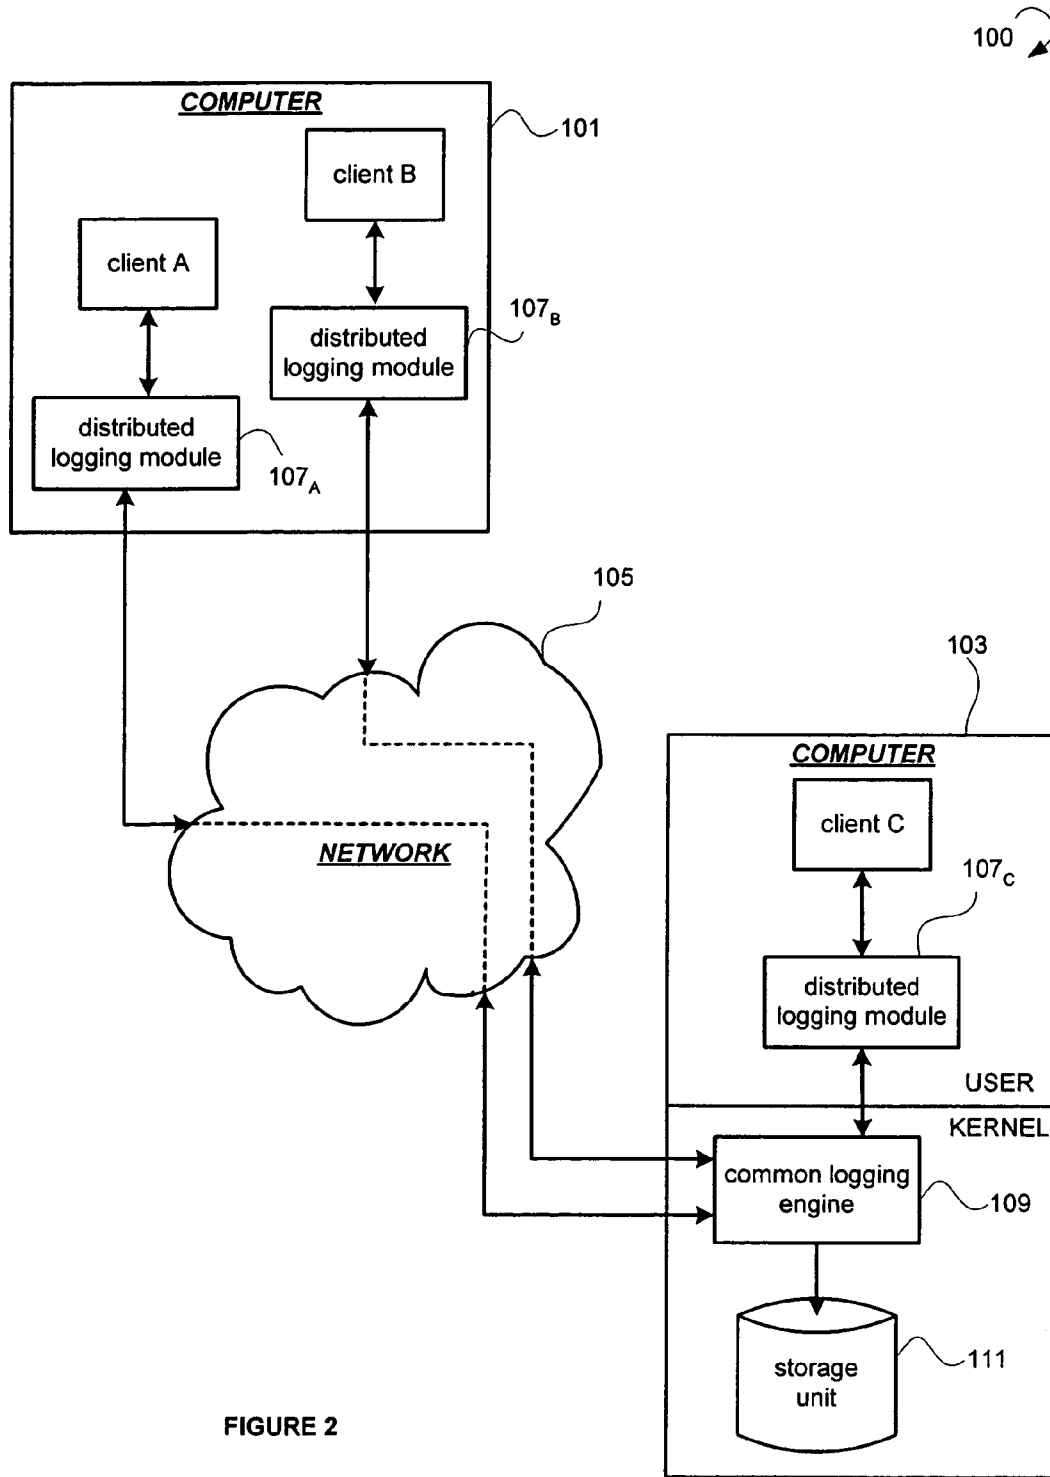 100
COMPUTER
101
client B
client A
107B
distributed
logging module
distributed
logging module
107A
105
103
COMPUTER
client C
NETWORK
107C
distributed
logging module
USER
KERNEL
common logging
engine
109
storage
unit
111
FIGURE 2